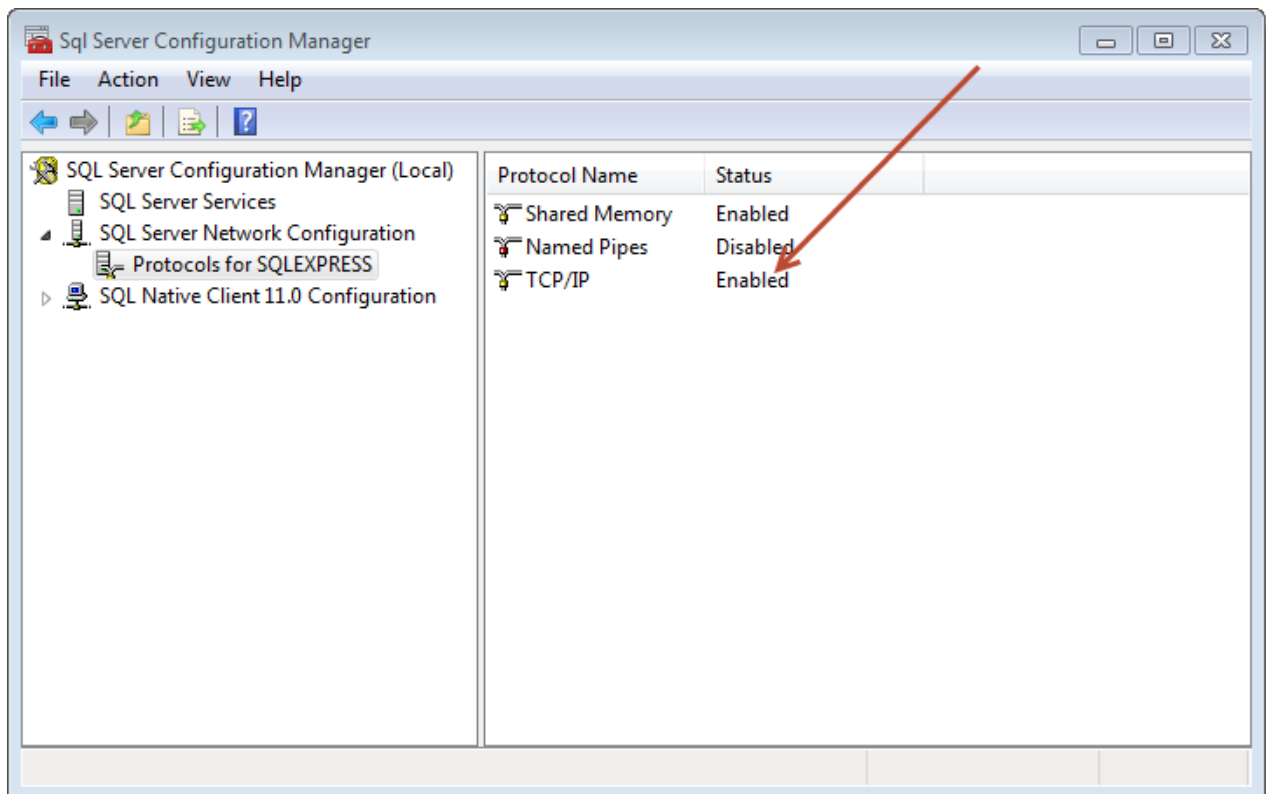 Sql Server Configuration Manager
File Action View Help
SQL Server Configuration Manager (Local)
SQL Server Services
SQL Server Network Configuration
Protocols for SQLEXPRESS
SQL Native Client 11.0 Configuration
Protocol Name Status
Shared Memory Enabled
Named Pipes Disabled
TCP/IP Enabled